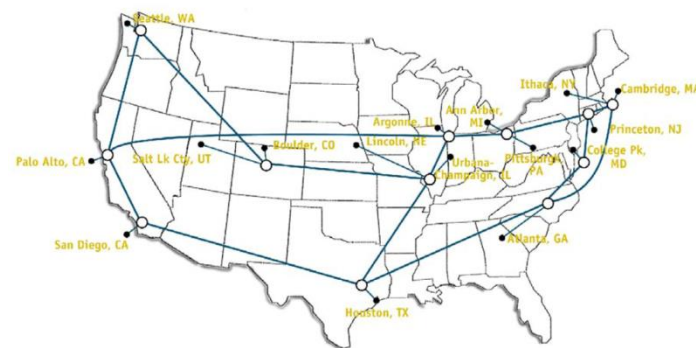 Seattle, WA
Ithaca, NY
Cambridge, MA
Ann Arbor,
MI
Argonne, IL
Princeton, NJ
Boulder, CO
Lincoln, NE
Salt Lk Cty, UT
Palo Alto, CA
Pittsburgh,
PA
College Pk,
MD
Urbana-
Champaign, IL
Atlanta, GA
San Diego, CA
Houston, TX